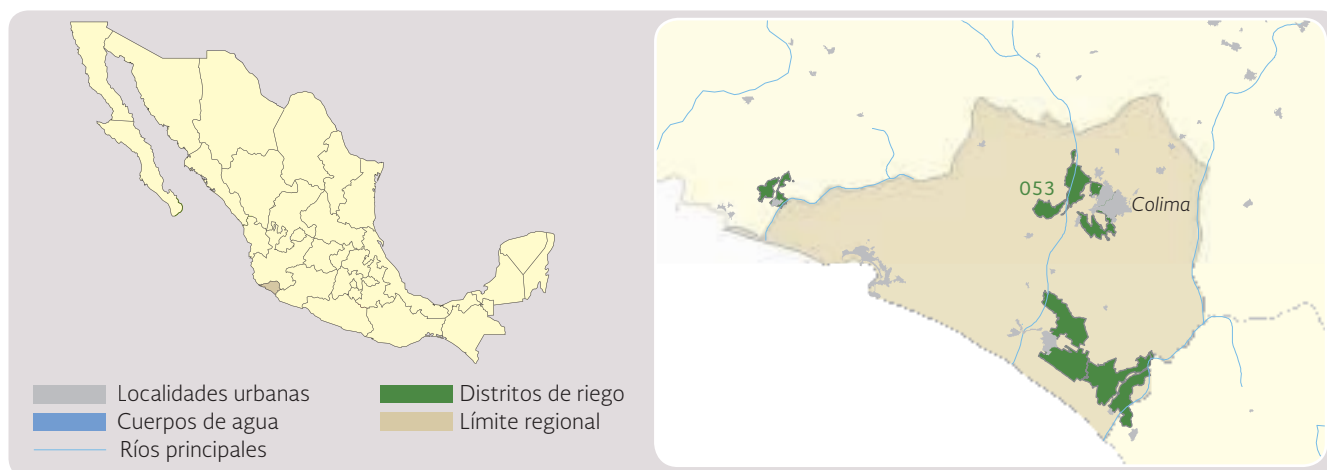 053
Colima
Localidades urbanas
Cuerpos de agua
Ríos principales
Distritos de riego
Límite regional